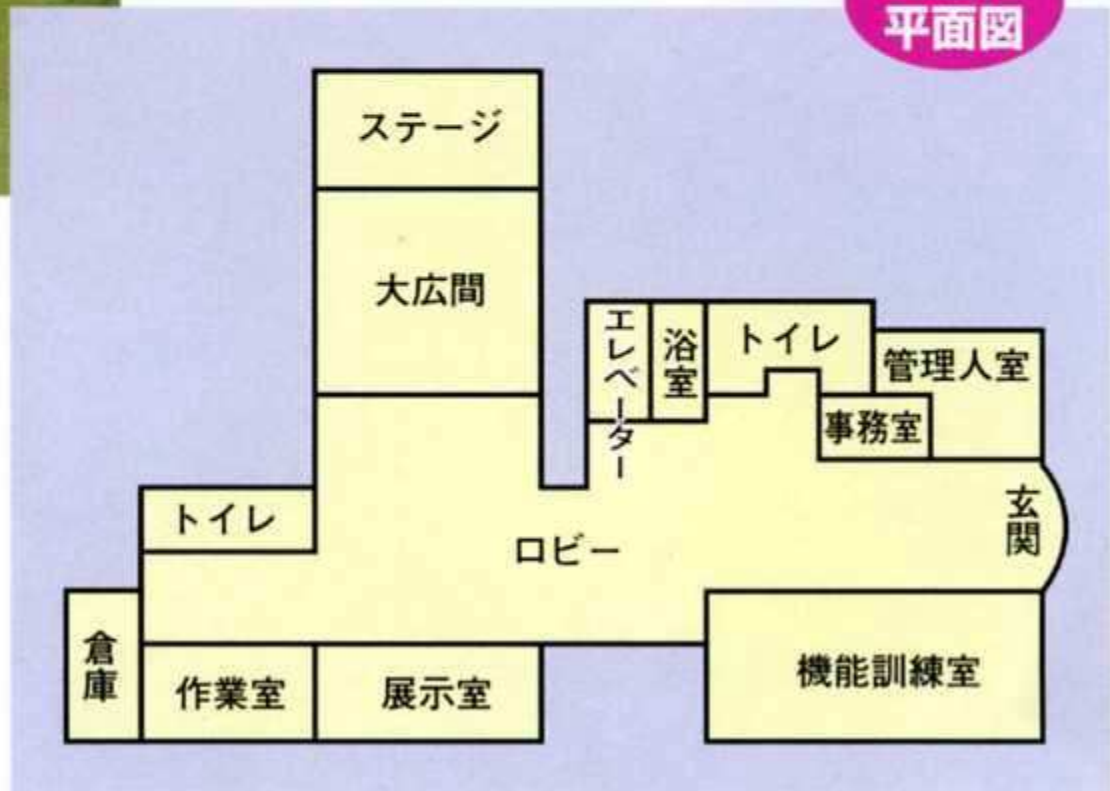 平面図
ステージ
大広間
エレベーター
浴室
トイレ
管理人室
事務室
トイレ
ロビー
玄関
倉庫
作業室
展示室
機能訓練室